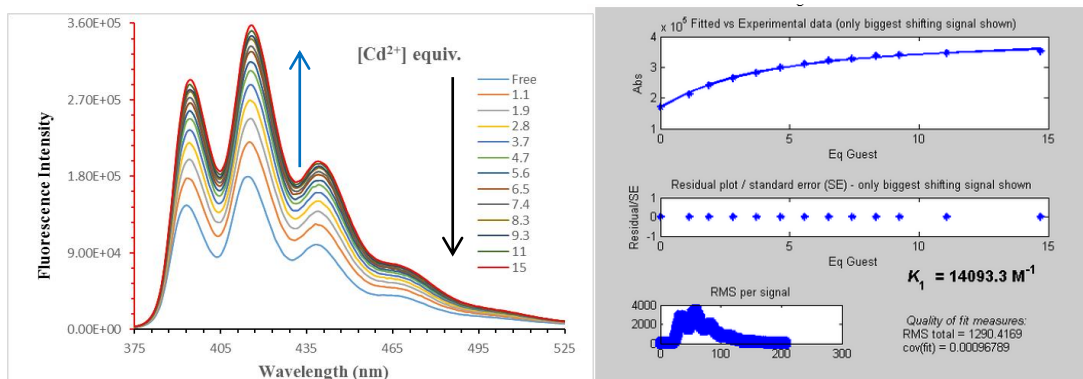 3.60E+05
2.70E+05
1.80E+05
9.00E+04
0.00E+00
Fluorescence Intensity
375 405 435 465 495 525
Wavelength (nm)
[Cd²⁺] equiv.
Free
1.1
1.9
2.8
3.7
4.7
5.6
6.5
7.4
8.3
9.3
11
15
x 10⁵ Fitted vs Experimental data (only biggest shifting signal shown)
4
3
2
1
Abs
0 5 10 15
Eq Guest
Residual plot / standard error (SE) - only biggest shifting signal shown
1
0
-1
Residual/SE
0 5 10 15
Eq Guest
K₁ = 14093.3 M⁻¹
RMS per signal
4000
2000
0
0 100 200 300
Quality of fit measures:
RMS total = 1290.4169
cov(fit) = 0.00096789